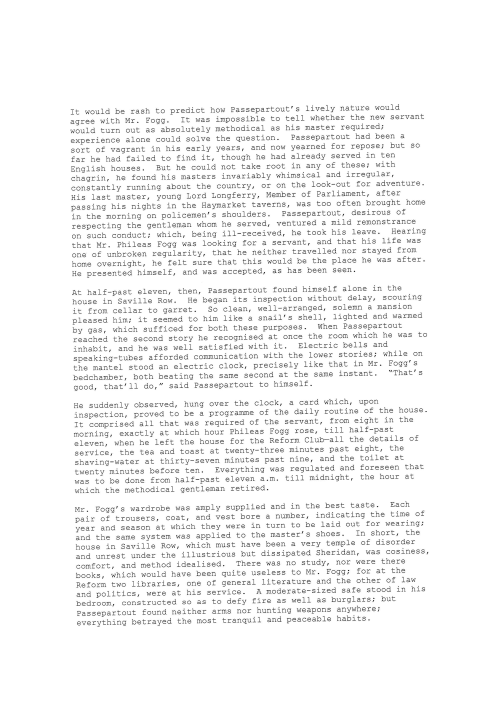 It would be rash to predict how Passepartout's lively nature would
agree with Mr. Fogg.  It was impossible to tell whether the new servant
would turn out as absolutely methodical as his master required;
experience alone could solve the question.  Passepartout had been a
sort of vagrant in his early years, and now yearned for repose; but so
far he had failed to find it, though he had already served in ten
English houses.  But he could not take root in any of these; with
chagrin, he found his masters invariably whimsical and irregular,
constantly running about the country, or on the look-out for adventure.
His last master, young Lord Longferry, Member of Parliament, after
passing his nights in the Haymarket taverns, was too often brought home
in the morning on policemen's shoulders.  Passepartout, desirous of
respecting the gentleman whom he served, ventured a mild remonstrance
on such conduct; which, being ill-received, he took his leave.  Hearing
that Mr. Phileas Fogg was looking for a servant, and that his life was
one of unbroken regularity, that he neither travelled nor stayed from
home overnight, he felt sure that this would be the place he was after.
He presented himself, and was accepted, as has been seen.

At half-past eleven, then, Passepartout found himself alone in the
house in Saville Row.  He began its inspection without delay, scouring
it from cellar to garret.  So clean, well-arranged, solemn a mansion
pleased him; it seemed to him like a snail's shell, lighted and warmed
by gas, which sufficed for both these purposes.  When Passepartout
reached the second story he recognised at once the room which he was to
inhabit, and he was well satisfied with it.  Electric bells and
speaking-tubes afforded communication with the lower stories; while on
the mantel stood an electric clock, precisely like that in Mr. Fogg's
bedchamber, both beating the same second at the same instant.  "That's
good, that'll do," said Passepartout to himself.

He suddenly observed, hung over the clock, a card which, upon
inspection, proved to be a programme of the daily routine of the house.
It comprised all that was required of the servant, from eight in the
morning, exactly at which hour Phileas Fogg rose, till half-past
eleven, when he left the house for the Reform Club—all the details of
service, the tea and toast at twenty-three minutes past eight, the
shaving-water at thirty-seven minutes past nine, and the toilet at
twenty minutes before ten.  Everything was regulated and foreseen that
was to be done from half-past eleven a.m. till midnight, the hour at
which the methodical gentleman retired.

Mr. Fogg's wardrobe was amply supplied and in the best taste.  Each
pair of trousers, coat, and vest bore a number, indicating the time of
year and season at which they were in turn to be laid out for wearing;
and the same system was applied to the master's shoes.  In short, the
house in Saville Row, which must have been a very temple of disorder
and unrest under the illustrious but dissipated Sheridan, was cosiness,
comfort, and method idealised.  There was no study, nor were there
books, which would have been quite useless to Mr. Fogg; for at the
Reform two libraries, one of general literature and the other of law
and politics, were at his service.  A moderate-sized safe stood in his
bedroom, constructed so as to defy fire as well as burglars; but
Passepartout found neither arms nor hunting weapons anywhere;
everything betrayed the most tranquil and peaceable habits.